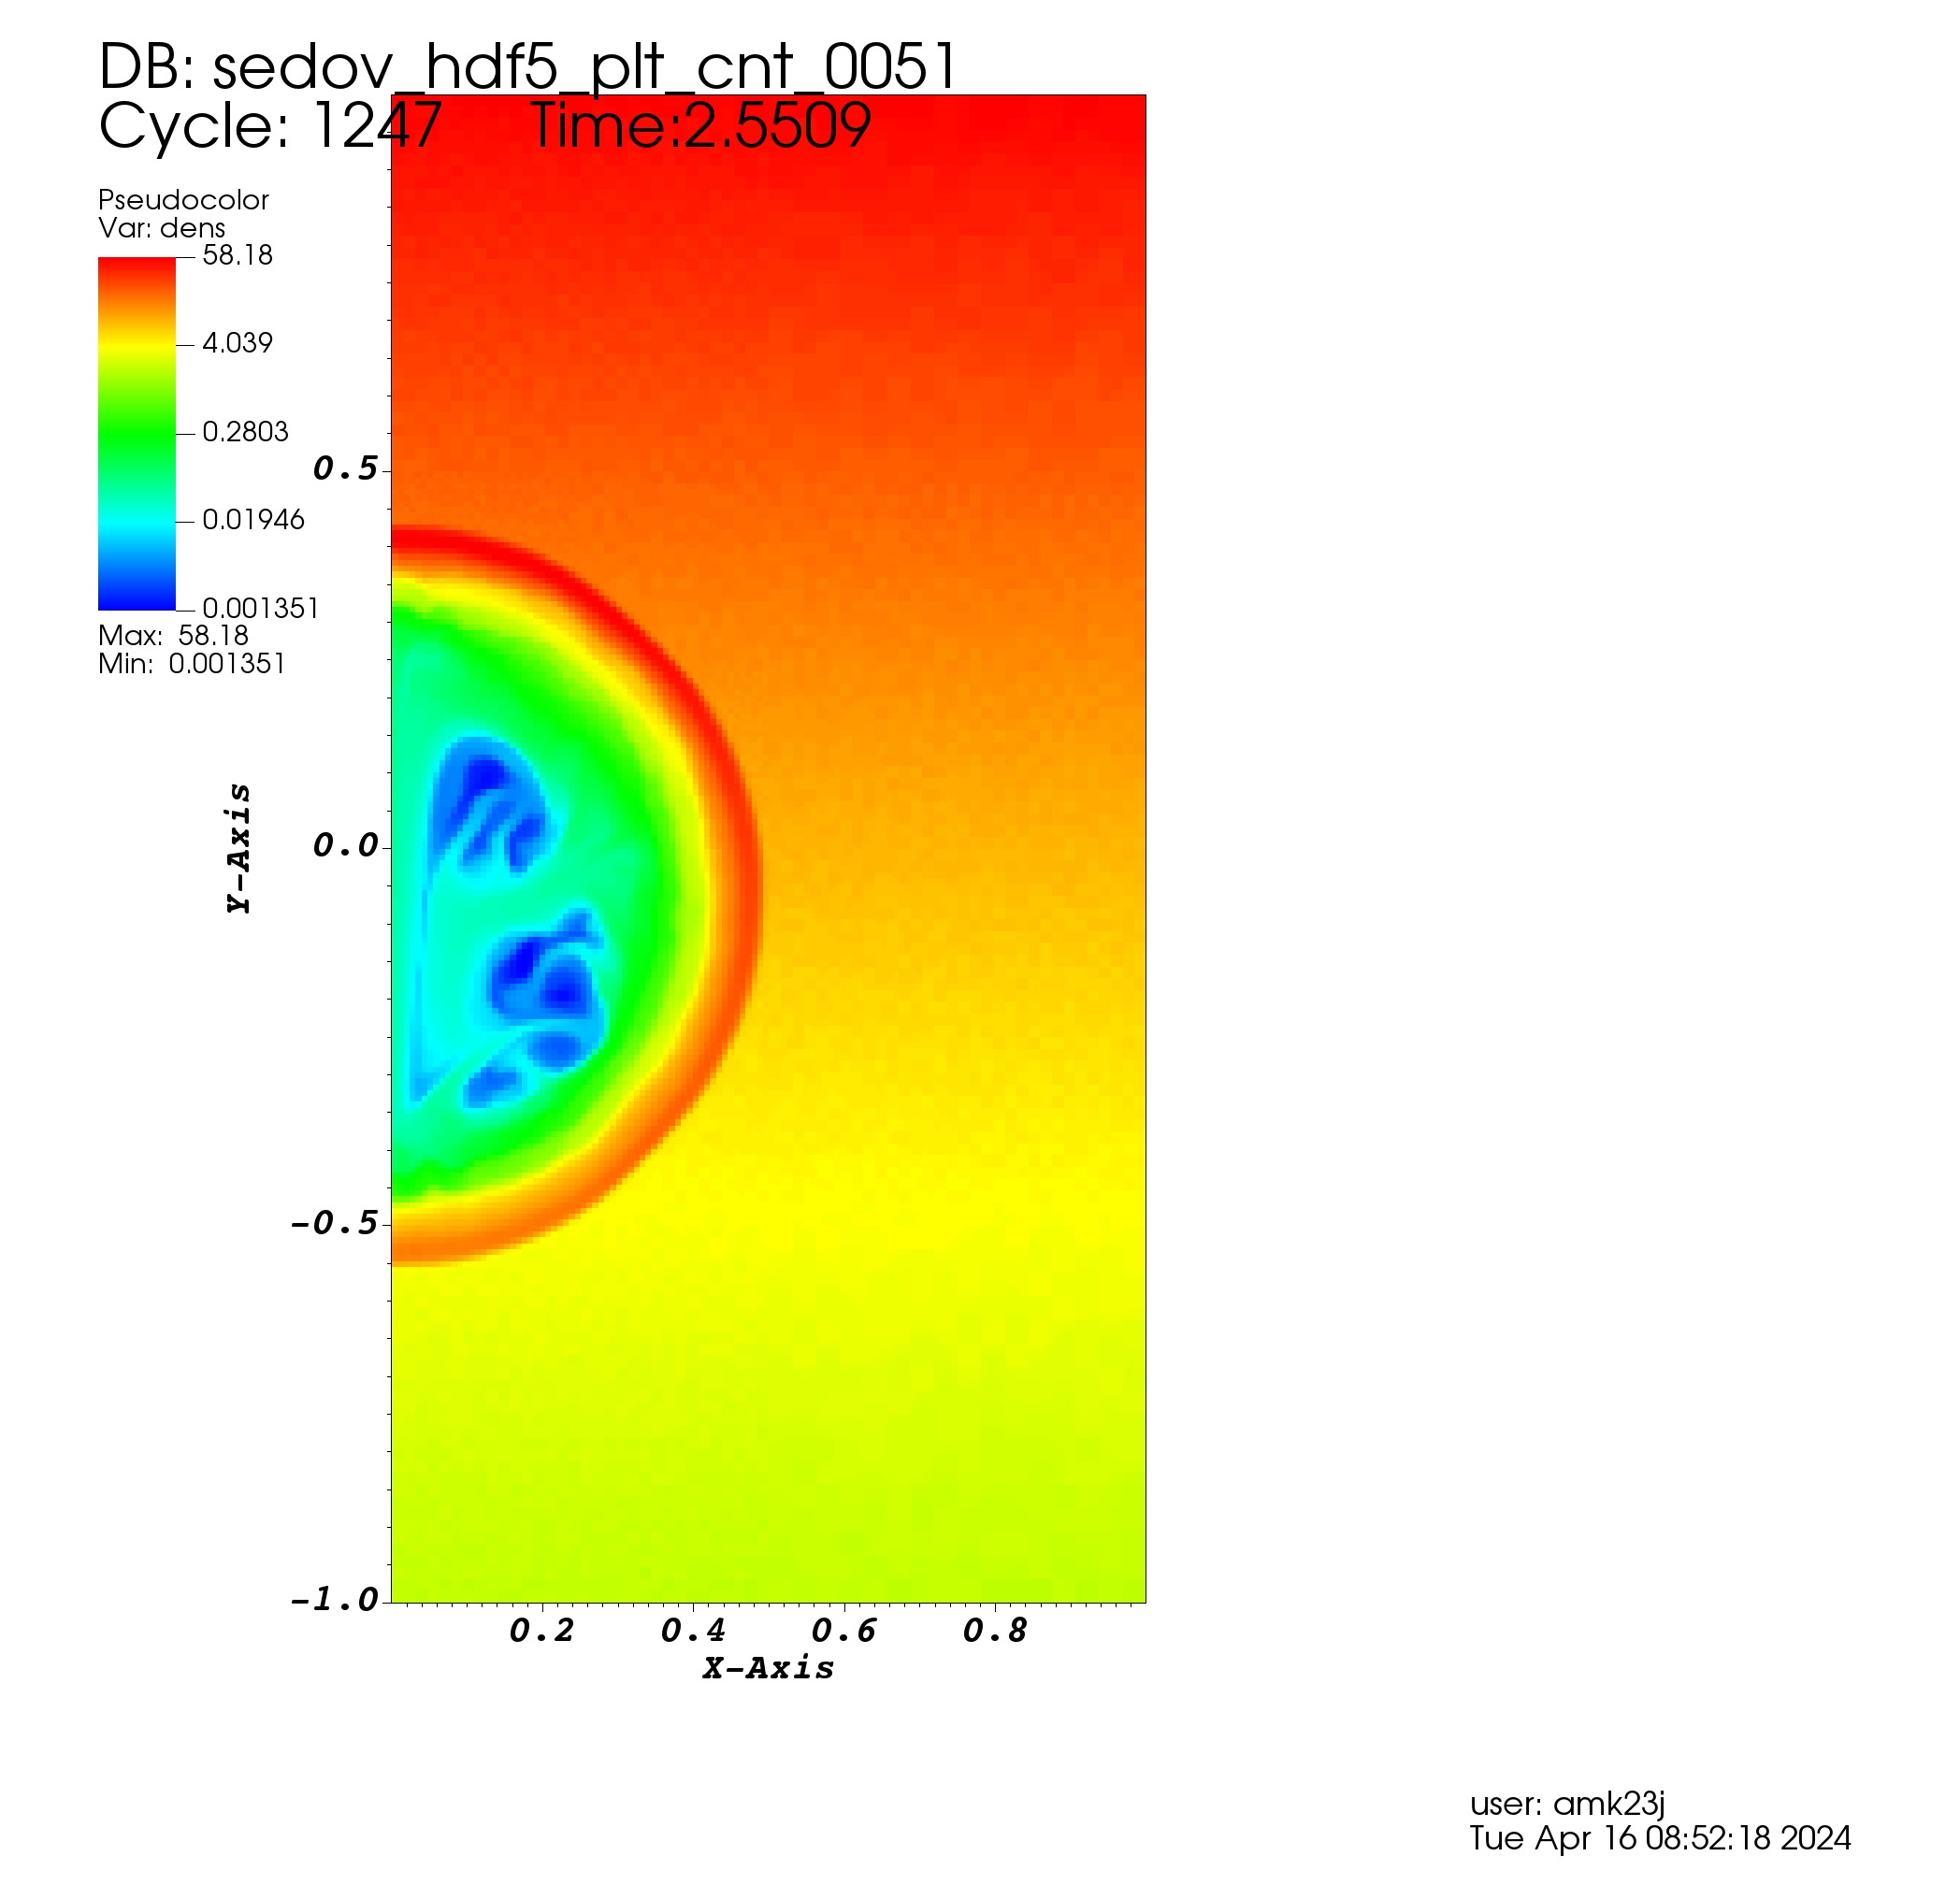 DB: sedov_hdf5_plt_cnt_0051
Cycle: 1247 Time:2.5509
Pseudocolor
Var: dens
58.18
4.039
0.2803
0.01946
0.001351
Max: 58.18
Min: 0.001351
0.5
0.0
-0.5
-1.0
Y-Axis
0.2 0.4 0.6 0.8
X-Axis
user: amk23j
Tue Apr 16 08:52:18 2024